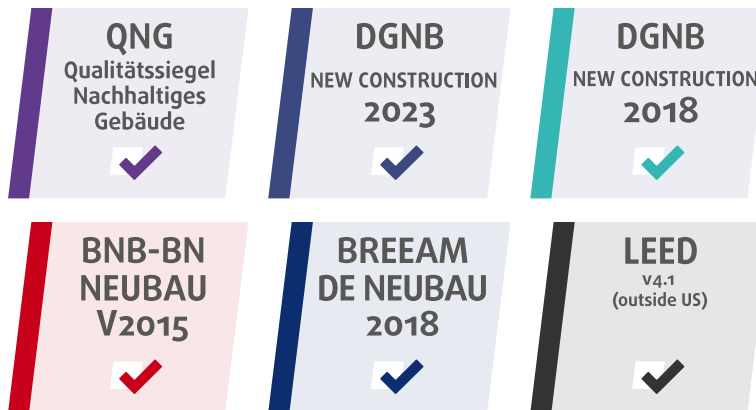 QNG
Qualitätssiegel
Nachhaltiges
Gebäude
DGNB
NEW CONSTRUCTION
2023
DGNB
NEW CONSTRUCTION
2018
BNB-BN
NEUBAU
V2015
BREEAM
DE NEUBAU
2018
LEED
v4.1
(outside US)